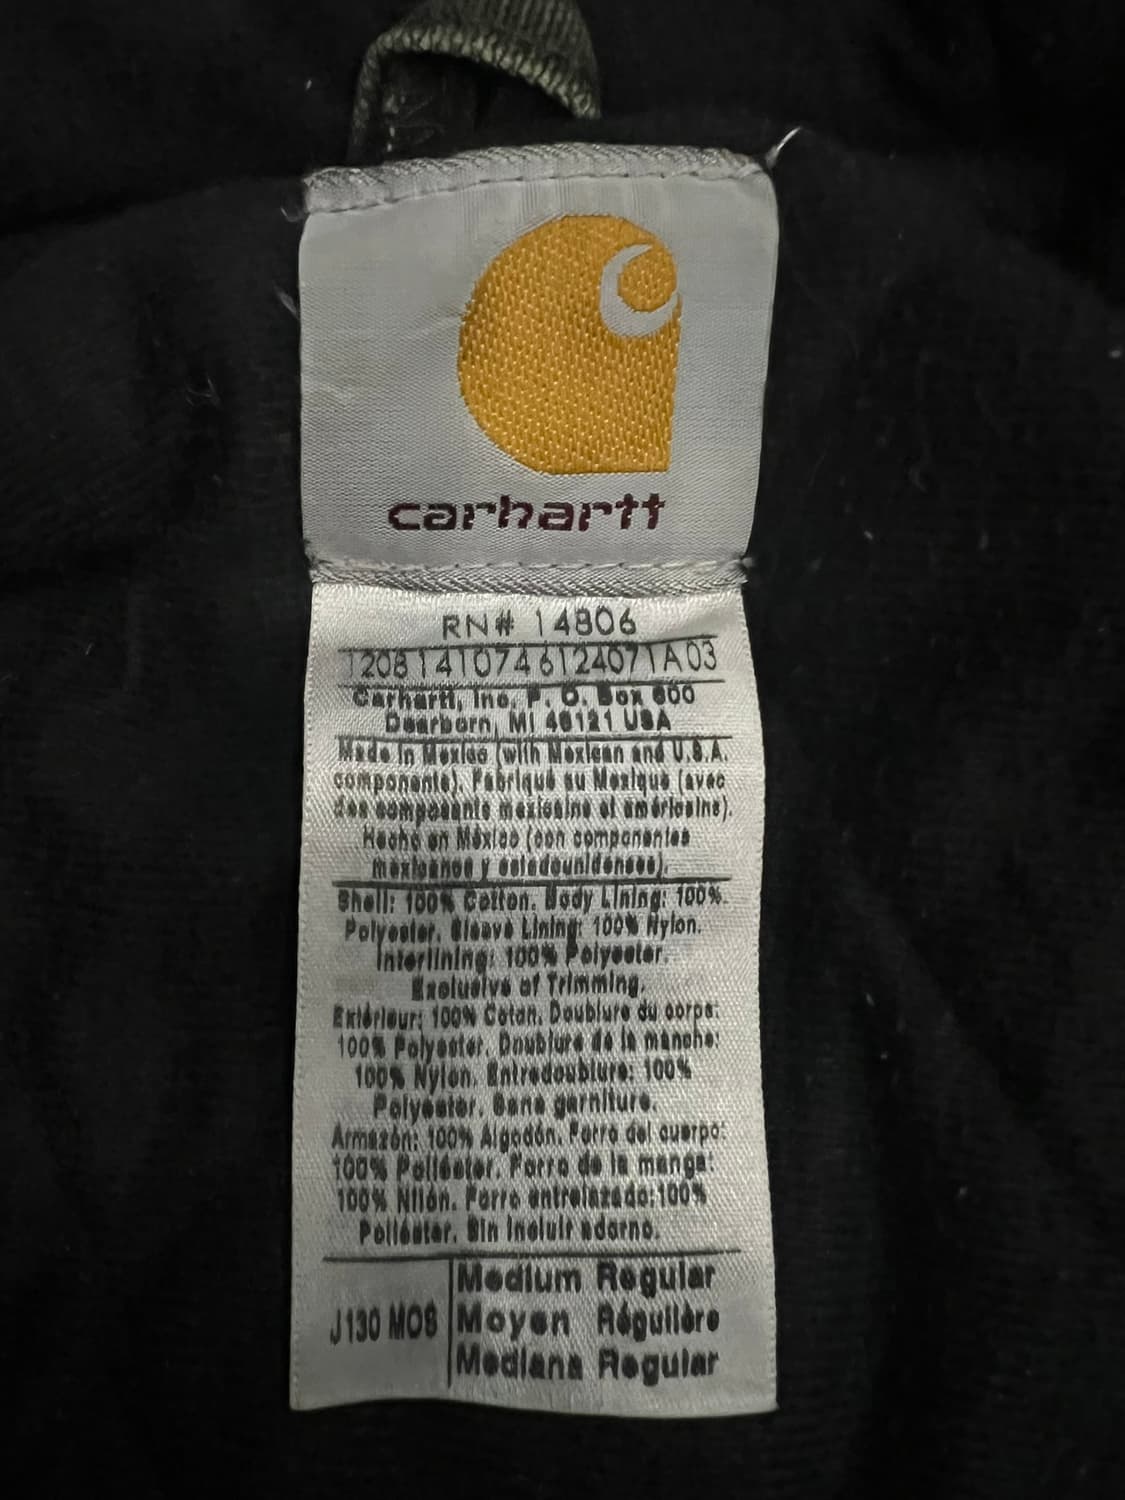 carhartt
RN# 14806
12081410746124071A03
Carhartt, Inc. P. O. Box 600
Dearborn, MI 48121 USA
Made in Mexico (with Mexican and U.S.A.
components). Fabriqué au Mexique (avec
des composants mexicains et américains).
Hecho en México (con componentes
mexicanos y estadounidenses).
Shell: 100% Cotton. Body Lining: 100%.
Polyester. Sleeve Lining: 100% Nylon.
Interlining: 100% Polyester.
Exclusive of Trimming.
Extérieur: 100% Coton. Doublure du corps:
100% Polyester. Doublure de la manche:
100% Nylon. Entredoublure: 100%
Polyester. Sans garniture.
Armazón: 100% Algodón. Forro del cuerpo:
100% Poliéster. Forro de la manga:
100% Nilón. Forro entrelazado:100%
Poliéster. Sin incluir adorno.
J130 MOS
Medium Regular
Moyen Régulière
Mediana Regular